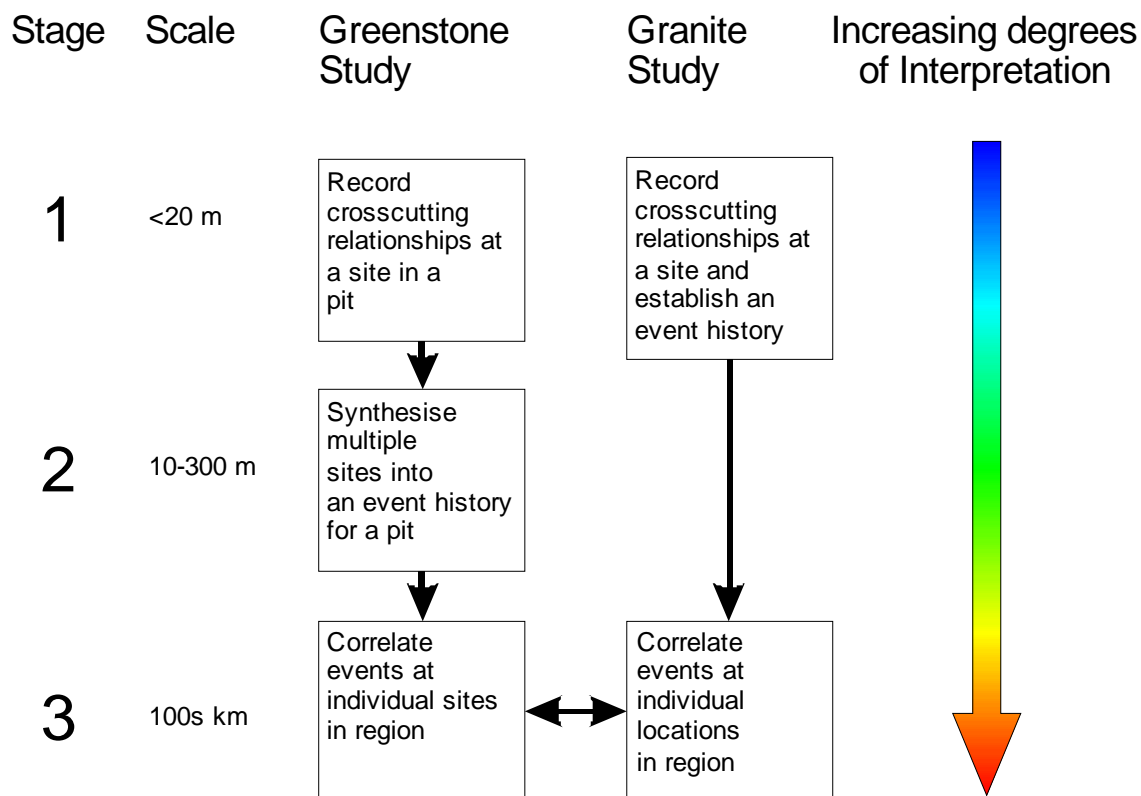 Stage Scale Greenstone Granite Increasing degrees
Study Study of Interpretation
1
<20 m
Record
crosscutting
relationships at
a site in a
pit
Record
crosscutting
relationships at
a site and
establish an
event history
2
10-300 m
Synthesise
multiple
sites into
an event history
for a pit
3
100s km
Correlate
events at
individual sites
in region
Correlate
events at
individual
locations
in region